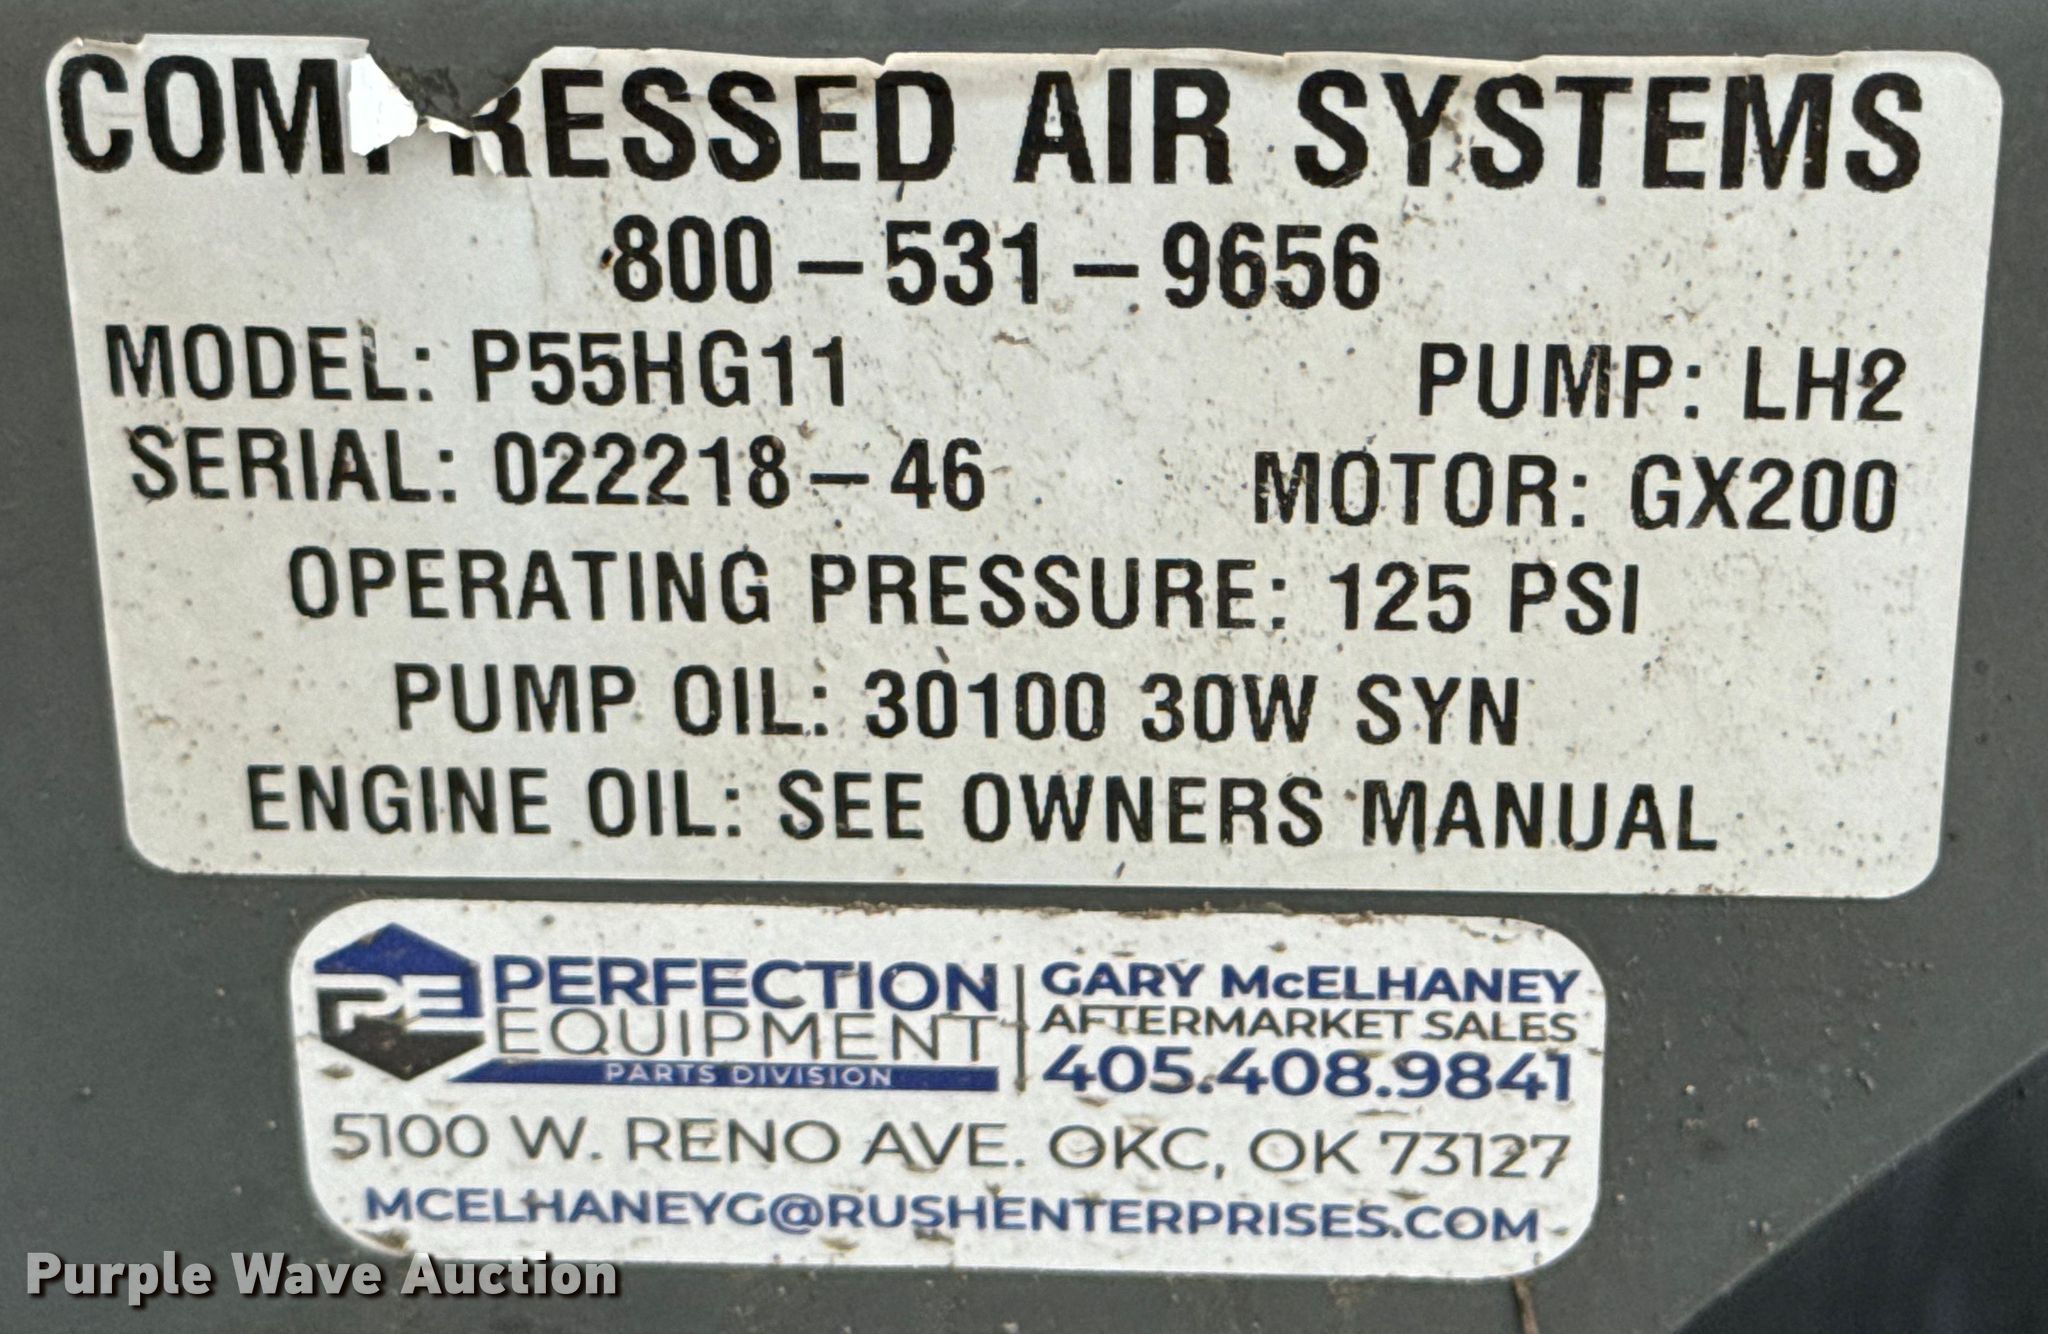 COMPRESSED AIR SYSTEMS
800-531-9656
MODEL: P55HG11 PUMP: LH2
SERIAL: 022218-46 MOTOR: GX200
OPERATING PRESSURE: 125 PSI
PUMP OIL: 30100 30W SYN
ENGINE OIL: SEE OWNERS MANUAL
PE
PERFECTION
EQUIPMENT
PARTS DIVISION
GARY McELHANEY
AFTERMARKET SALES
405.408.9841
5100 W. RENO AVE. OKC, OK 73127
MCELHANEYG@RUSHENTERPRISES.COM
Purple Wave Auction